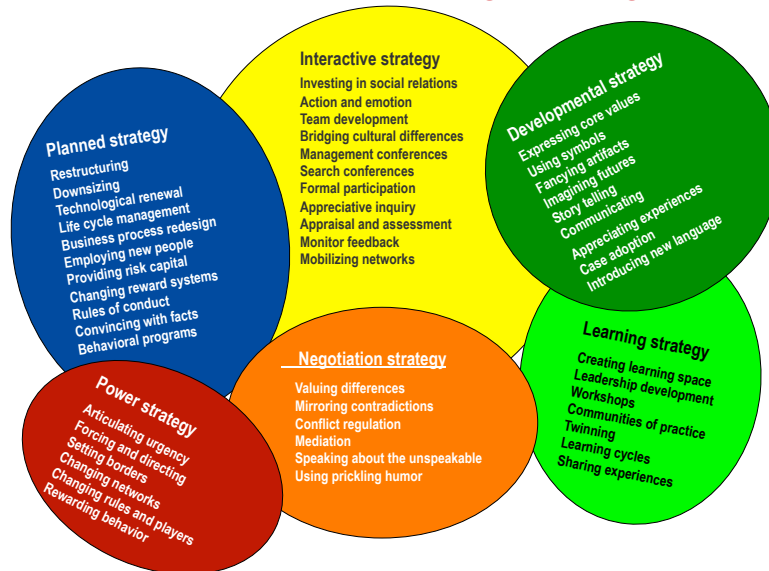 Planned strategy
Restructuring
Downsizing
Technological renewal
Life cycle management
Business process redesign
Employing new people
Providing risk capital
Changing reward systems
Rules of conduct
Convincing with facts
Behavioral programs
Interactive strategy
Investing in social relations
Action and emotion
Team development
Bridging cultural differences
Management conferences
Search conferences
Formal participation
Appreciative inquiry
Appraisal and assessment
Monitor feedback
Mobilizing networks
Developmental strategy
Expressing core values
Using symbols
Fancying artifacts
Imagining futures
Story telling
Communicating
Appreciating experiences
Case adoption
Introducing new language
Power strategy
Articulating urgency
Forcing and directing
Setting borders
Changing networks
Changing rules and players
Rewarding behavior
Negotiation strategy
Valuing differences
Mirroring contradictions
Conflict regulation
Mediation
Speaking about the unspeakable
Using prickling humor
Learning strategy
Creating learning space
Leadership development
Workshops
Communities of practice
Twinning
Learning cycles
Sharing experiences